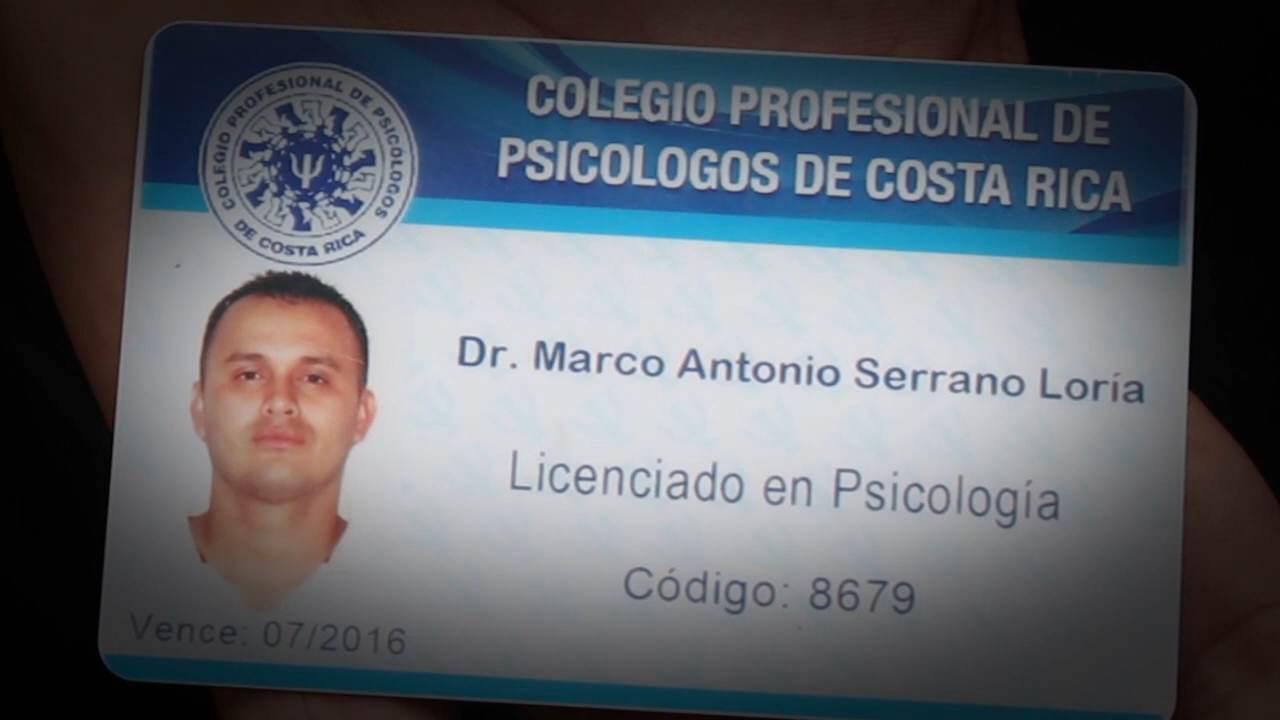 COLEGIO PROFESIONAL DE PSICOLOGOS
DE COSTA RICA
COLEGIO PROFESIONAL DE
PSICOLOGOS DE COSTA RICA
Dr. Marco Antonio Serrano Loría
Licenciado en Psicología
Código: 8679
Vence: 07/2016